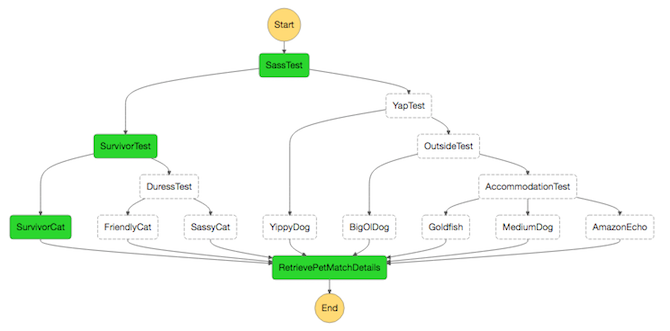 Start
SassTest
YapTest
SurvivorTest
OutsideTest
DuressTest
AccommodationTest
SurvivorCat
FriendlyCat
SassyCat
YippyDog
BigOlDog
Goldfish
MediumDog
AmazonEcho
RetrievePetMatchDetails
End